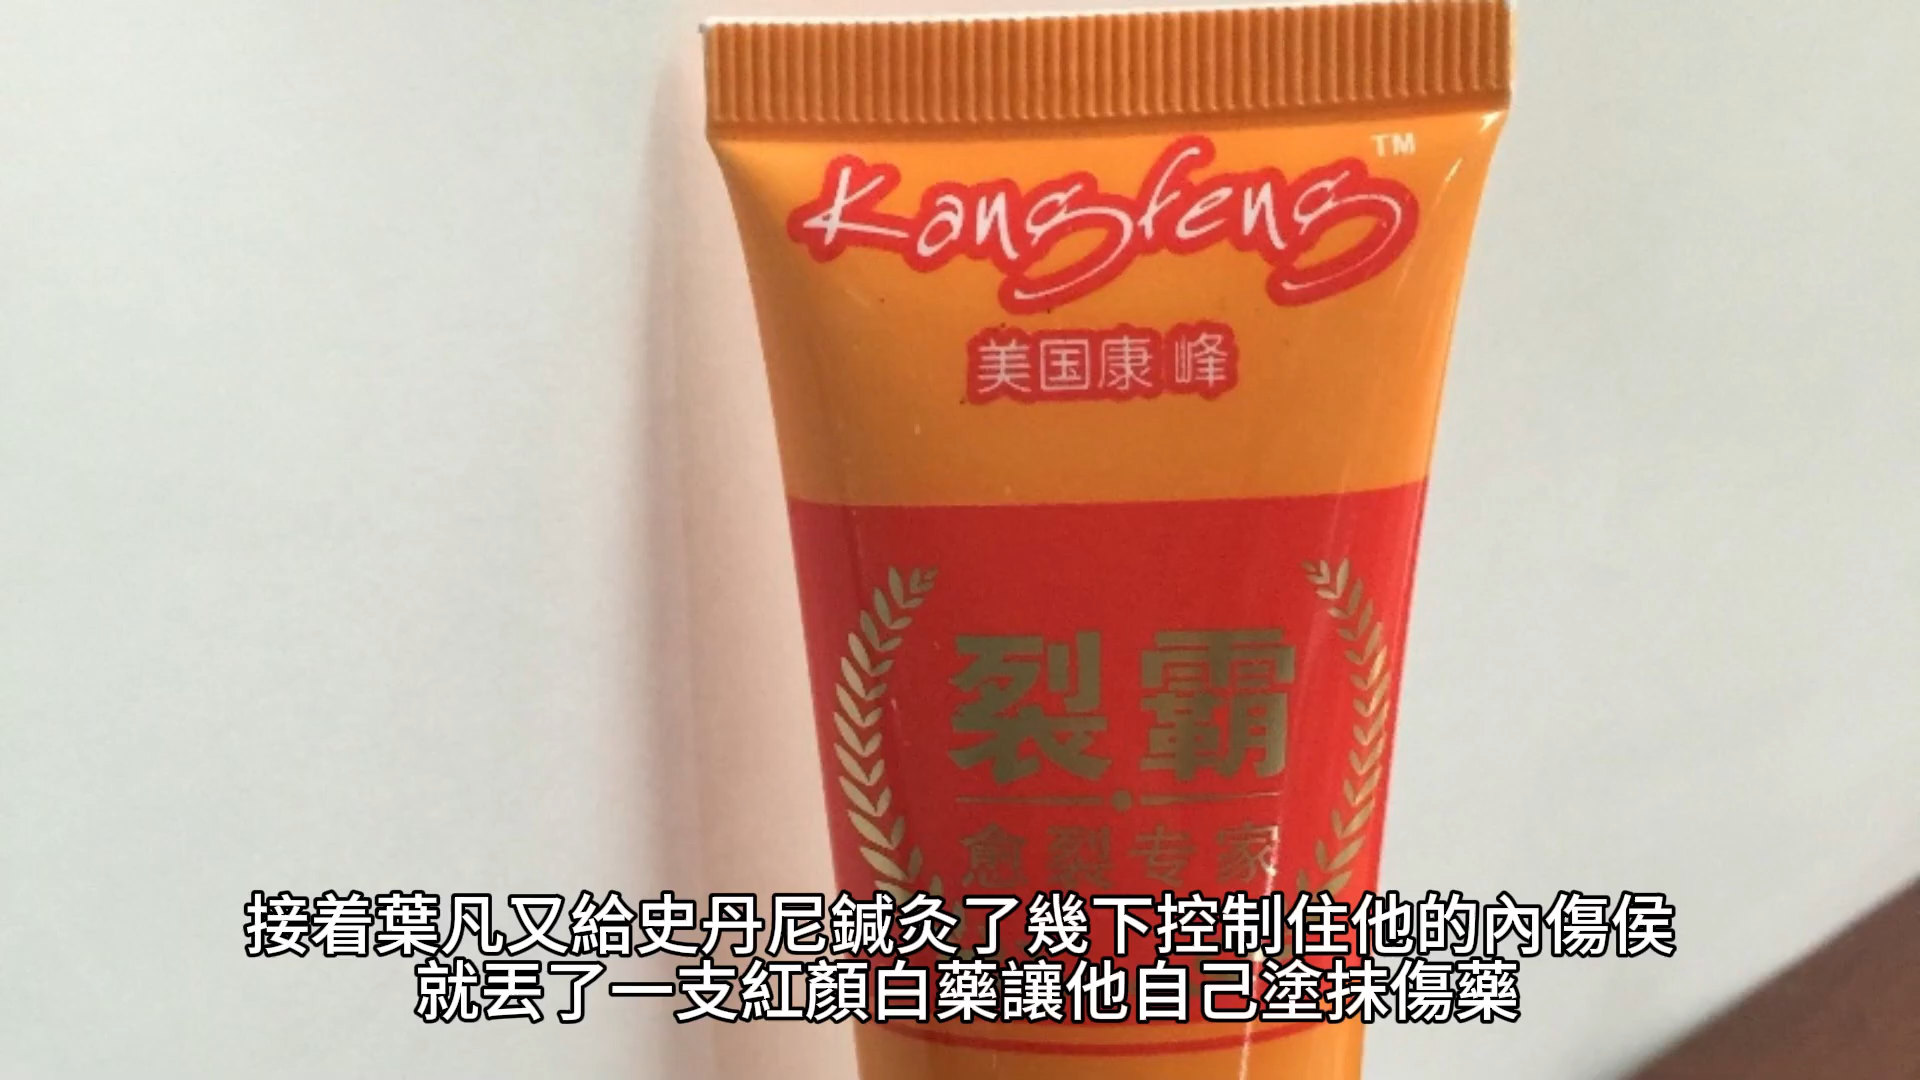 Kangfeng TM
美国康峰
裂霸
愈裂专家
接着葉凡又給史丹尼鍼灸了幾下控制住他的內傷侯
就丟了一支紅顏白藥讓他自己塗抹傷藥